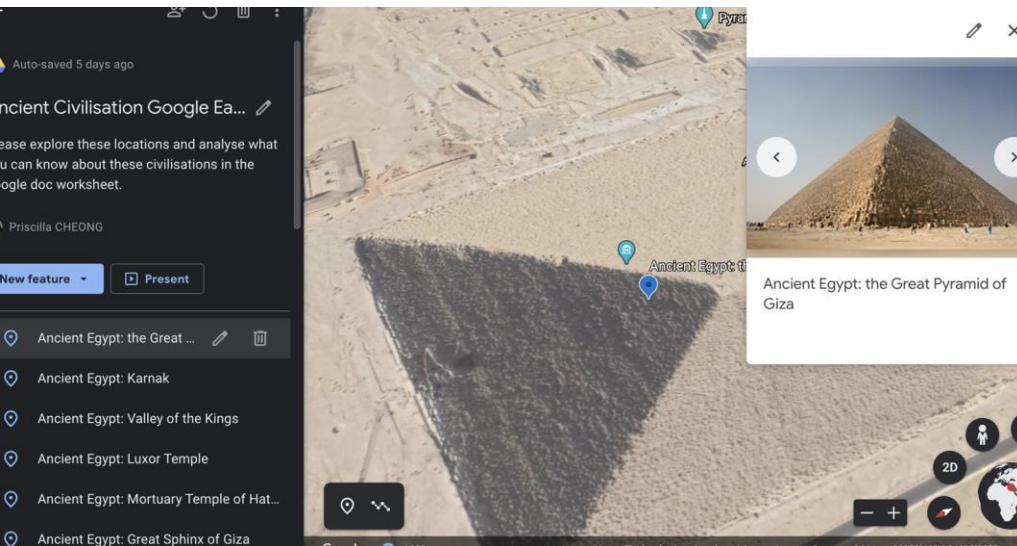 Auto-saved 5 days ago
ncient Civilisation Google Ea...
ease explore these locations and analyse what
u can know about these civilisations in the
ogle doc worksheet.
Priscilla CHEONG
New feature
Present
Ancient Egypt: the Great ...
Ancient Egypt: Karnak
Ancient Egypt: Valley of the Kings
Ancient Egypt: Luxor Temple
Ancient Egypt: Mortuary Temple of Hat...
Ancient Egypt: Great Sphinx of Giza
Pyra
Ancient Egypt: t
Ancient Egypt: the Great Pyramid of
Giza
2D